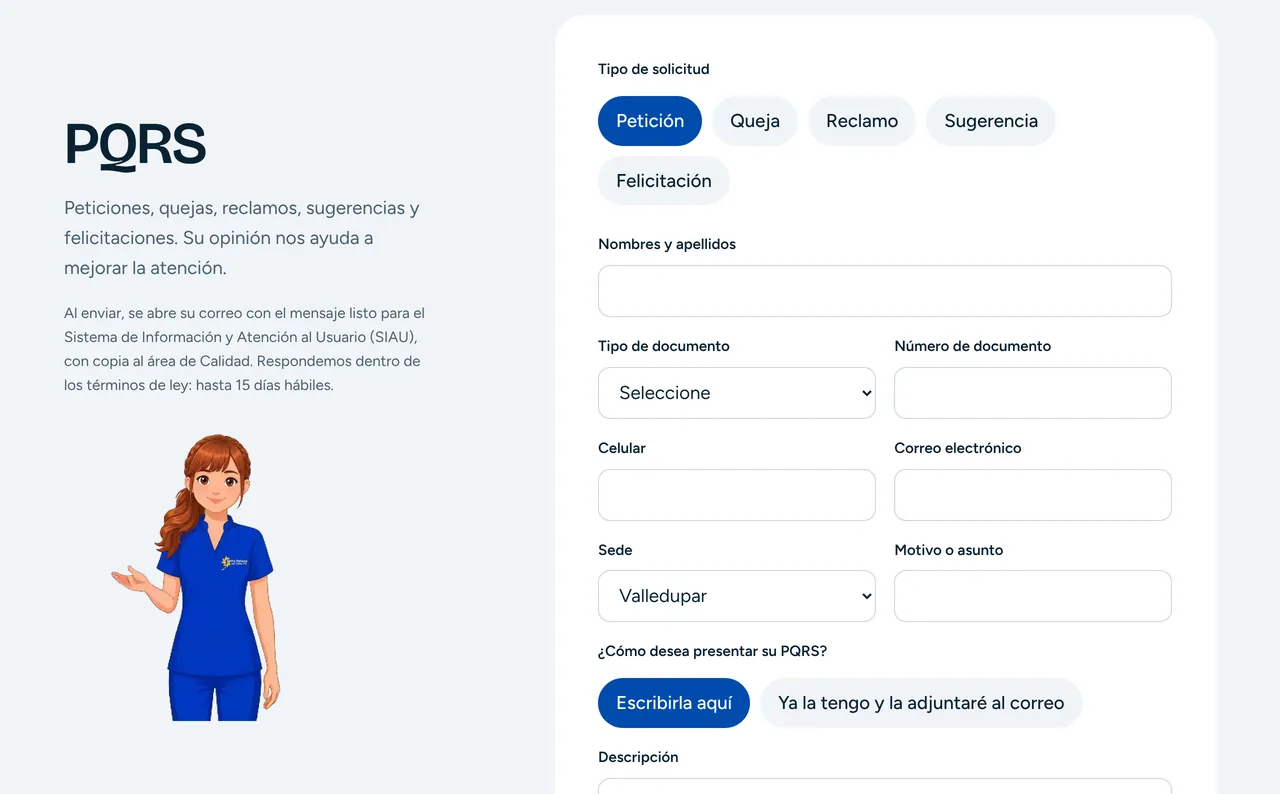 PQRS
Peticiones, quejas, reclamos, sugerencias y
felicitaciones. Su opinión nos ayuda a
mejorar la atención.
Al enviar, se abre su correo con el mensaje listo para el
Sistema de Información y Atención al Usuario (SIAU),
con copia al área de Calidad. Respondemos dentro de
los términos de ley: hasta 15 días hábiles.
Tipo de solicitud
Petición Queja Reclamo Sugerencia
Felicitación
Nombres y apellidos
Tipo de documento Número de documento
Seleccione
Celular Correo electrónico
Sede Motivo o asunto
Valledupar
¿Cómo desea presentar su PQRS?
Escribirla aquí Ya la tengo y la adjuntaré al correo
Descripción